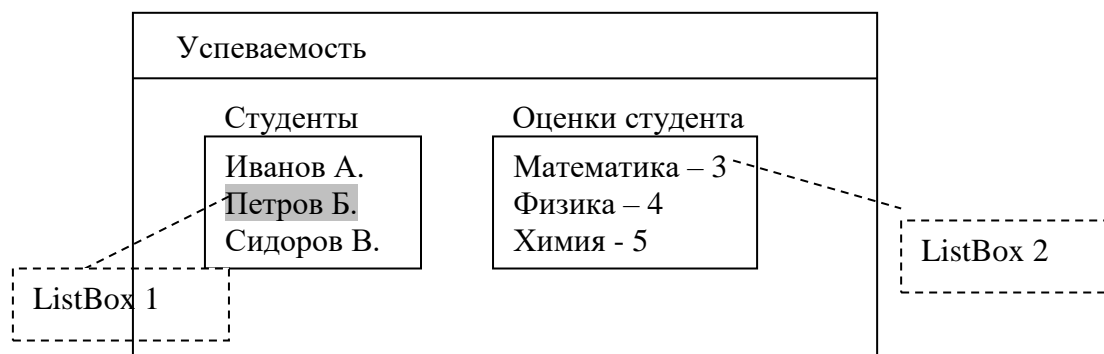 Успеваемость
Студенты
Оценки студента
Иванов А.
Петров Б.
Сидоров В.
Математика – 3
Физика – 4
Химия - 5
ListBox 1
ListBox 2